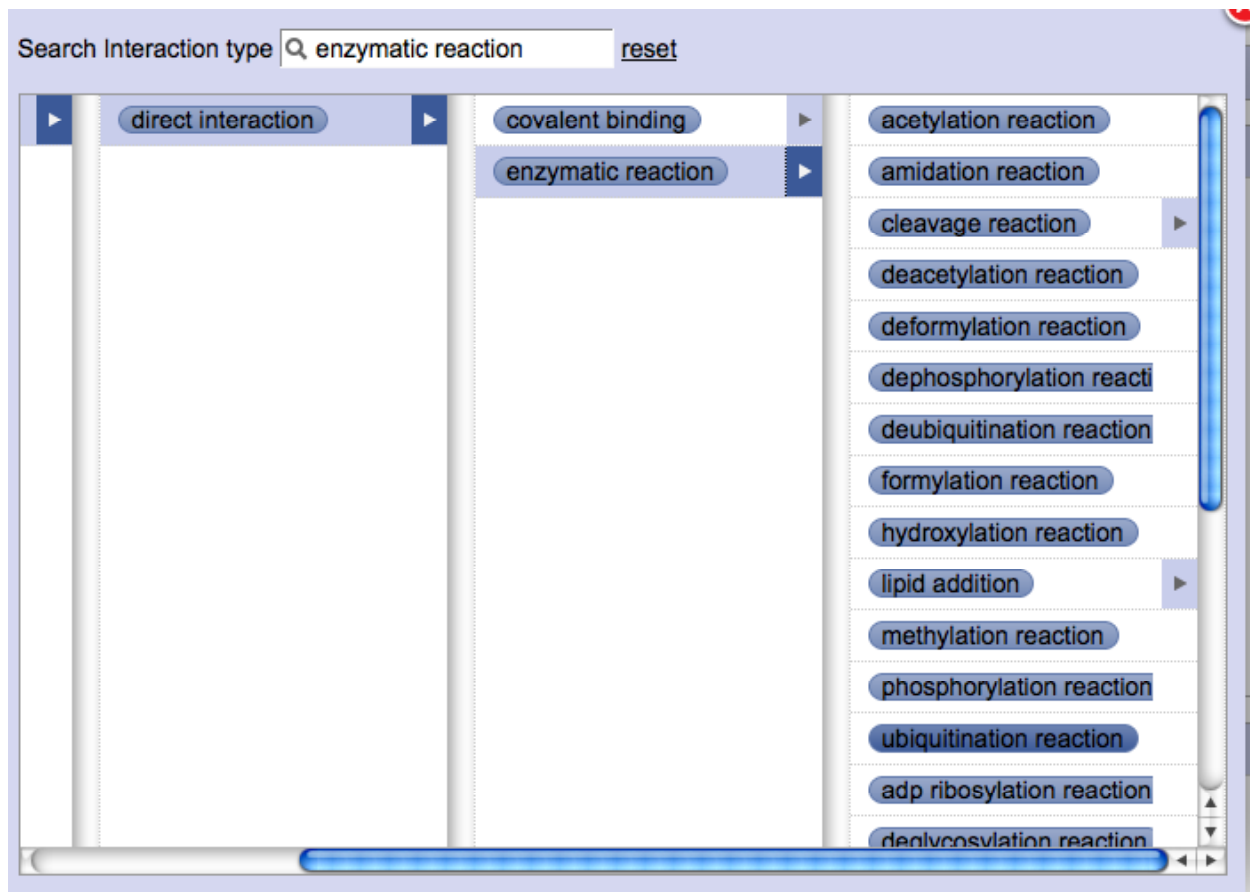 Search Interaction type enzymatic reaction reset
direct interaction
covalent binding
enzymatic reaction
acetylation reaction
amidation reaction
cleavage reaction
deacetylation reaction
deformylation reaction
dephosphorylation reacti
deubiquitination reaction
formylation reaction
hydroxylation reaction
lipid addition
methylation reaction
phosphorylation reaction
ubiquitination reaction
adp ribosylation reaction
deglycosylation reaction